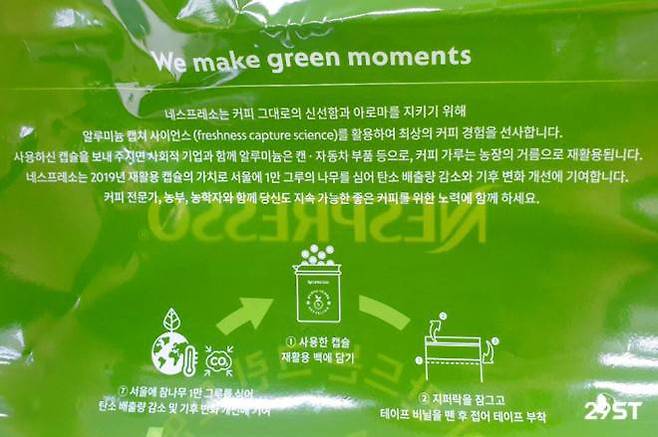 We make green moments
네스프레소는 커피 그대로의 신선함과 아로마를 지키기 위해
알루미늄 캡처 사이언스 (freshness capture science)를 활용하여 최상의 커피 경험을 선사합니다.
사용하신 캡슐을 보내 주시면 사회적 기업과 함께 알루미늄은 캔 · 자동차 부품 등으로, 커피 가루는 농장의 거름으로 재활용됩니다.
네스프레소는 2019년 재활용 캡슐의 가치로 서울에 1만 그루의 나무를 심어 탄소 배출량 감소와 기후 변화 개선에 기여합니다.
커피 전문가, 농부, 농학자와 함께 당신도 지속 가능한 좋은 커피를 위한 노력에 함께 하세요.
NESPRESSO®
① 사용한 캡슐
재활용 백에 담기
CO₂
⑦ 서울에 참나무 1만 그루를 심어
탄소 배출량 감소 및 기후 변화 개선에 기여
① ②
② 지퍼락을 잠그고
테이프 비닐을 뗀 후 접어 테이프 부착
29ST